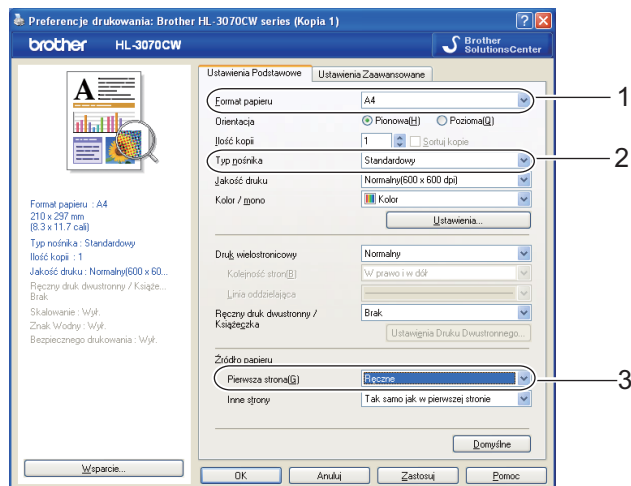 Preferencje drukowania: Brother HL-3070CW series (Kopia 1)
brother HL-3070CW
Brother
SolutionsCenter
Ustawienia Podstawowe Ustawienia Zaawansowane
Format papieru A4 1
Orientacja Pionowa(H) Pozioma(Q)
Ilość kopii 1 Sortuj kopie
Typ nośnika Standardowy 2
Jakość druku Normalny(600 x 600 dpi)
Kolor / mono Kolor
Ustawienia...
Format papieru : A4
210 x 297 mm
(8.3 x 11.7 cali)
Typ nośnika : Standardowy
Ilość kopii : 1
Jakość druku : Normalny(600 x 60...
Ręczny druk dwustronny / Książe...
Brak
Skalowanie : Wył.
Znak Wodny : Wył.
Bezpiecznego drukowania : Wył.
Druk wielostronicowy Normalny
Kolejność stron(B) W prawo i w dół
Linia oddzielająca
Ręczny druk dwustronny /
Książeczka Brak
Ustawienia Druku Dwustronnego...
Źródło papieru
Pierwsza strona(G) Ręczne 3
Inne strony Tak samo jak w pierwszej stronie
Domyślne
Wsparcie...
OK Anuluj Zastosuj Pomoc